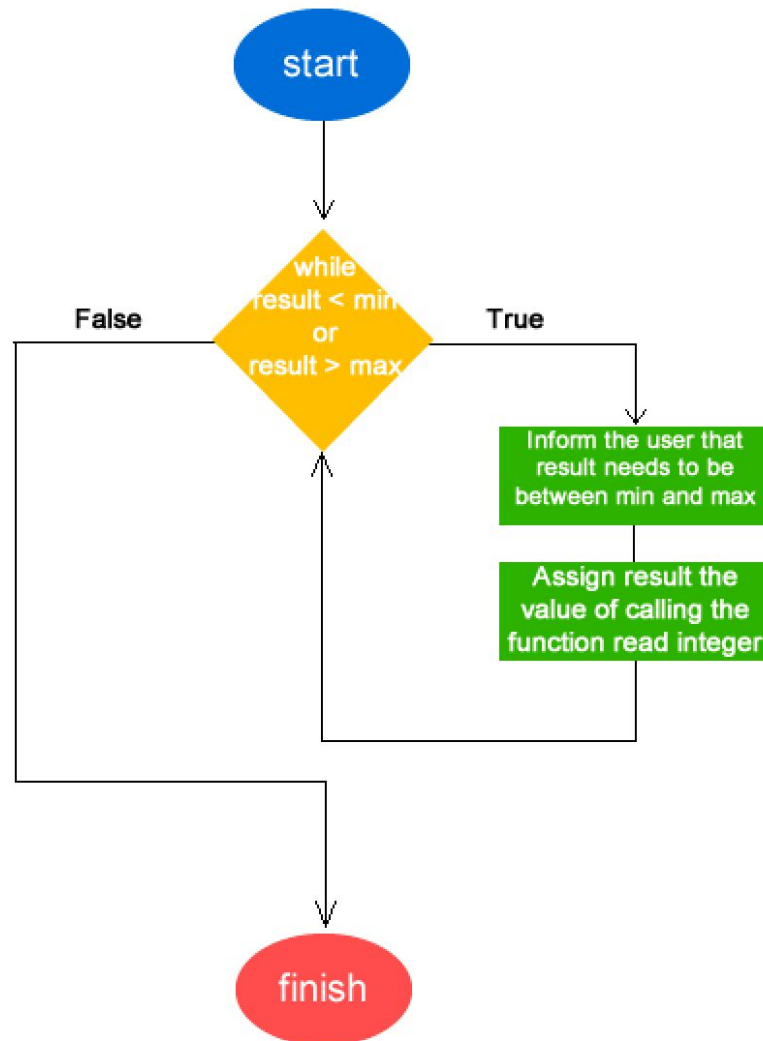 start
while
result < min
or
result > max
False
True
Inform the user that
result needs to be
between min and max
Assign result the
value of calling the
function read integer
finish